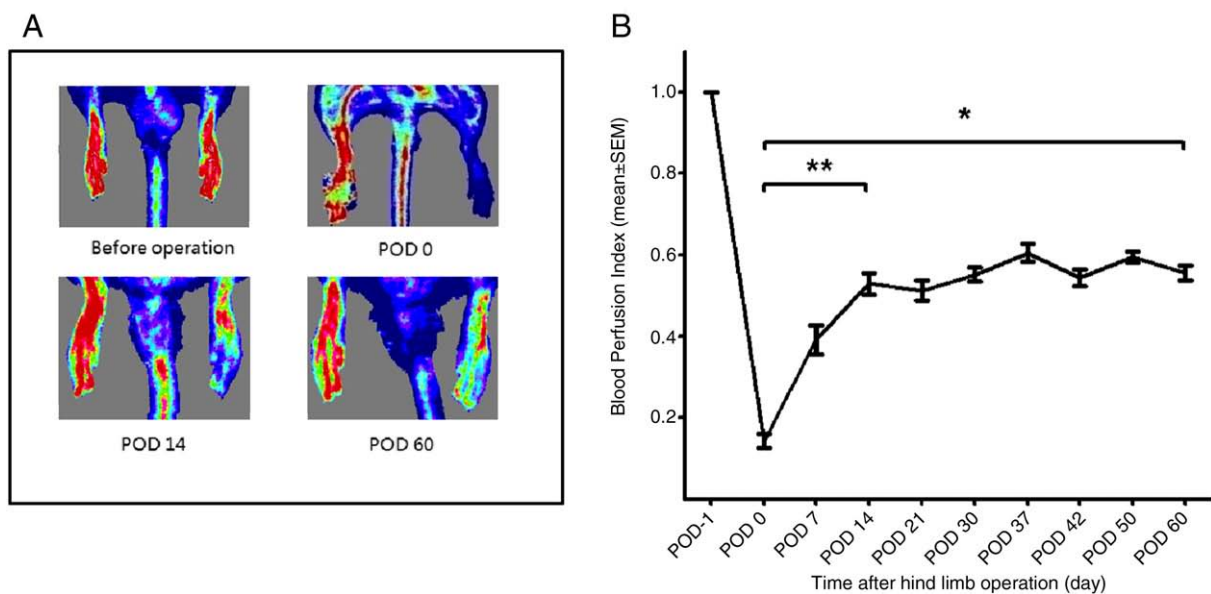 A
Before operation
POD 0
POD 14
POD 60
B
Blood Perfusion Index (mean±SEM)
1.0
0.8
0.6
0.4
0.2
*
**
POD-1
POD 0
POD 7
POD 14
POD 21
POD 30
POD 37
POD 42
POD 50
POD 60
Time after hind limb operation (day)